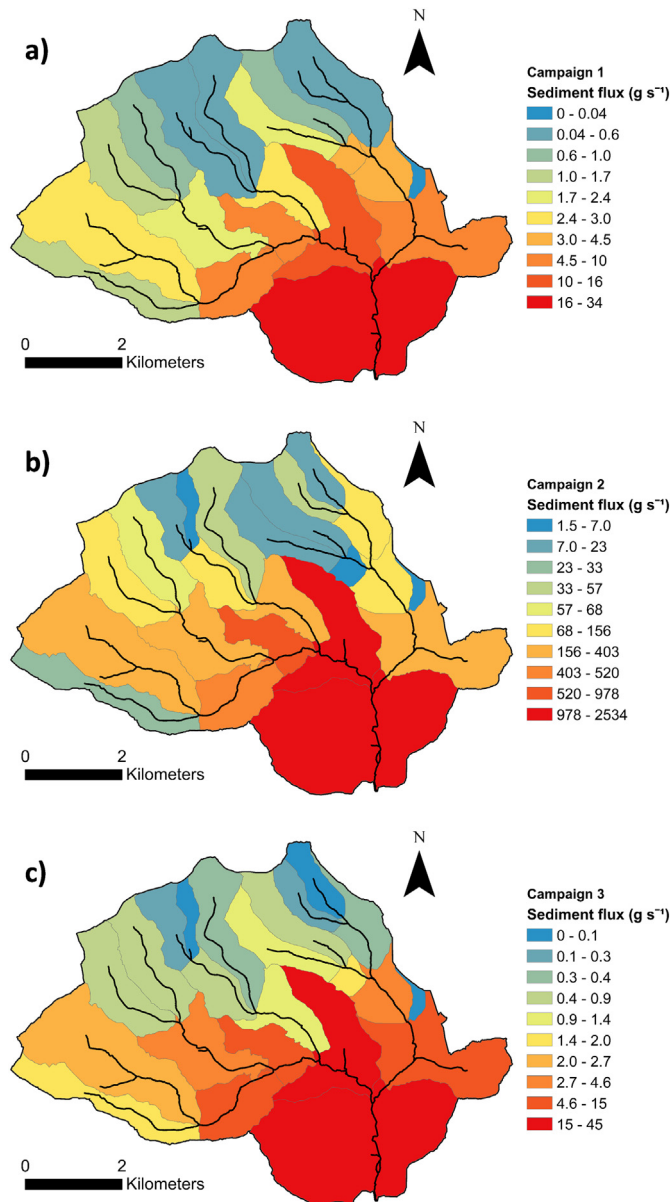 a)
N
Campaign 1
Sediment flux (g s⁻¹)
0 - 0.04
0.04 - 0.6
0.6 - 1.0
1.0 - 1.7
1.7 - 2.4
2.4 - 3.0
3.0 - 4.5
4.5 - 10
10 - 16
16 - 34
0 2
Kilometers
b)
N
Campaign 2
Sediment flux (g s⁻¹)
1.5 - 7.0
7.0 - 23
23 - 33
33 - 57
57 - 68
68 - 156
156 - 403
403 - 520
520 - 978
978 - 2534
0 2
Kilometers
c)
N
Campaign 3
Sediment flux (g s⁻¹)
0 - 0.1
0.1 - 0.3
0.3 - 0.4
0.4 - 0.9
0.9 - 1.4
1.4 - 2.0
2.0 - 2.7
2.7 - 4.6
4.6 - 15
15 - 45
0 2
Kilometers